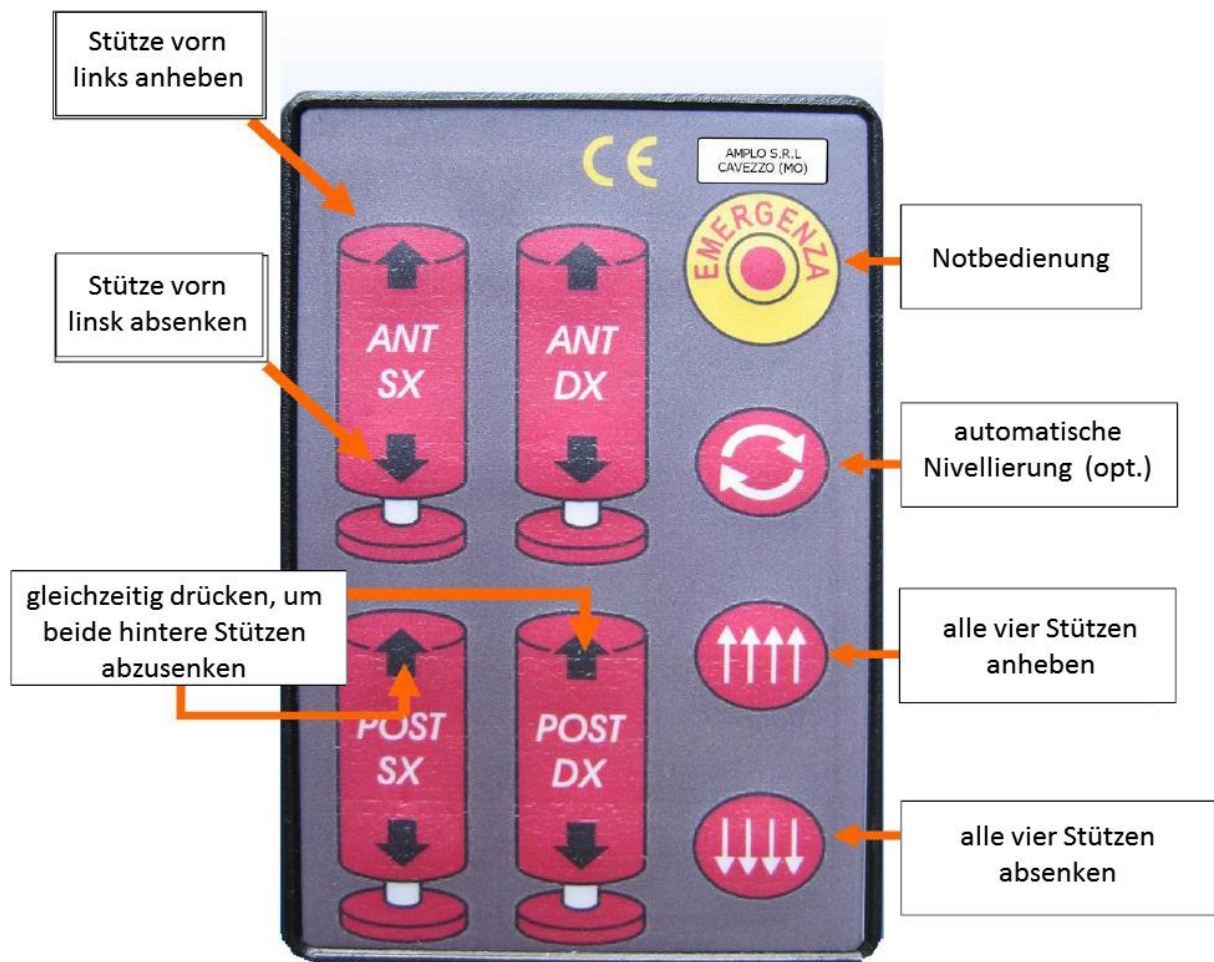 Stütze vorn
links anheben
CE
AMPLO S.R.L
CAVEZZO (MO)
EMERGENZA
Notbedienung
Stütze vorn
linsk absenken
ANT
SX
ANT
DX
automatische
Nivellierung (opt.)
gleichzeitig drücken, um
beide hintere Stützen
abzusenken
alle vier Stützen
anheben
POST
SX
POST
DX
alle vier Stützen
absenken